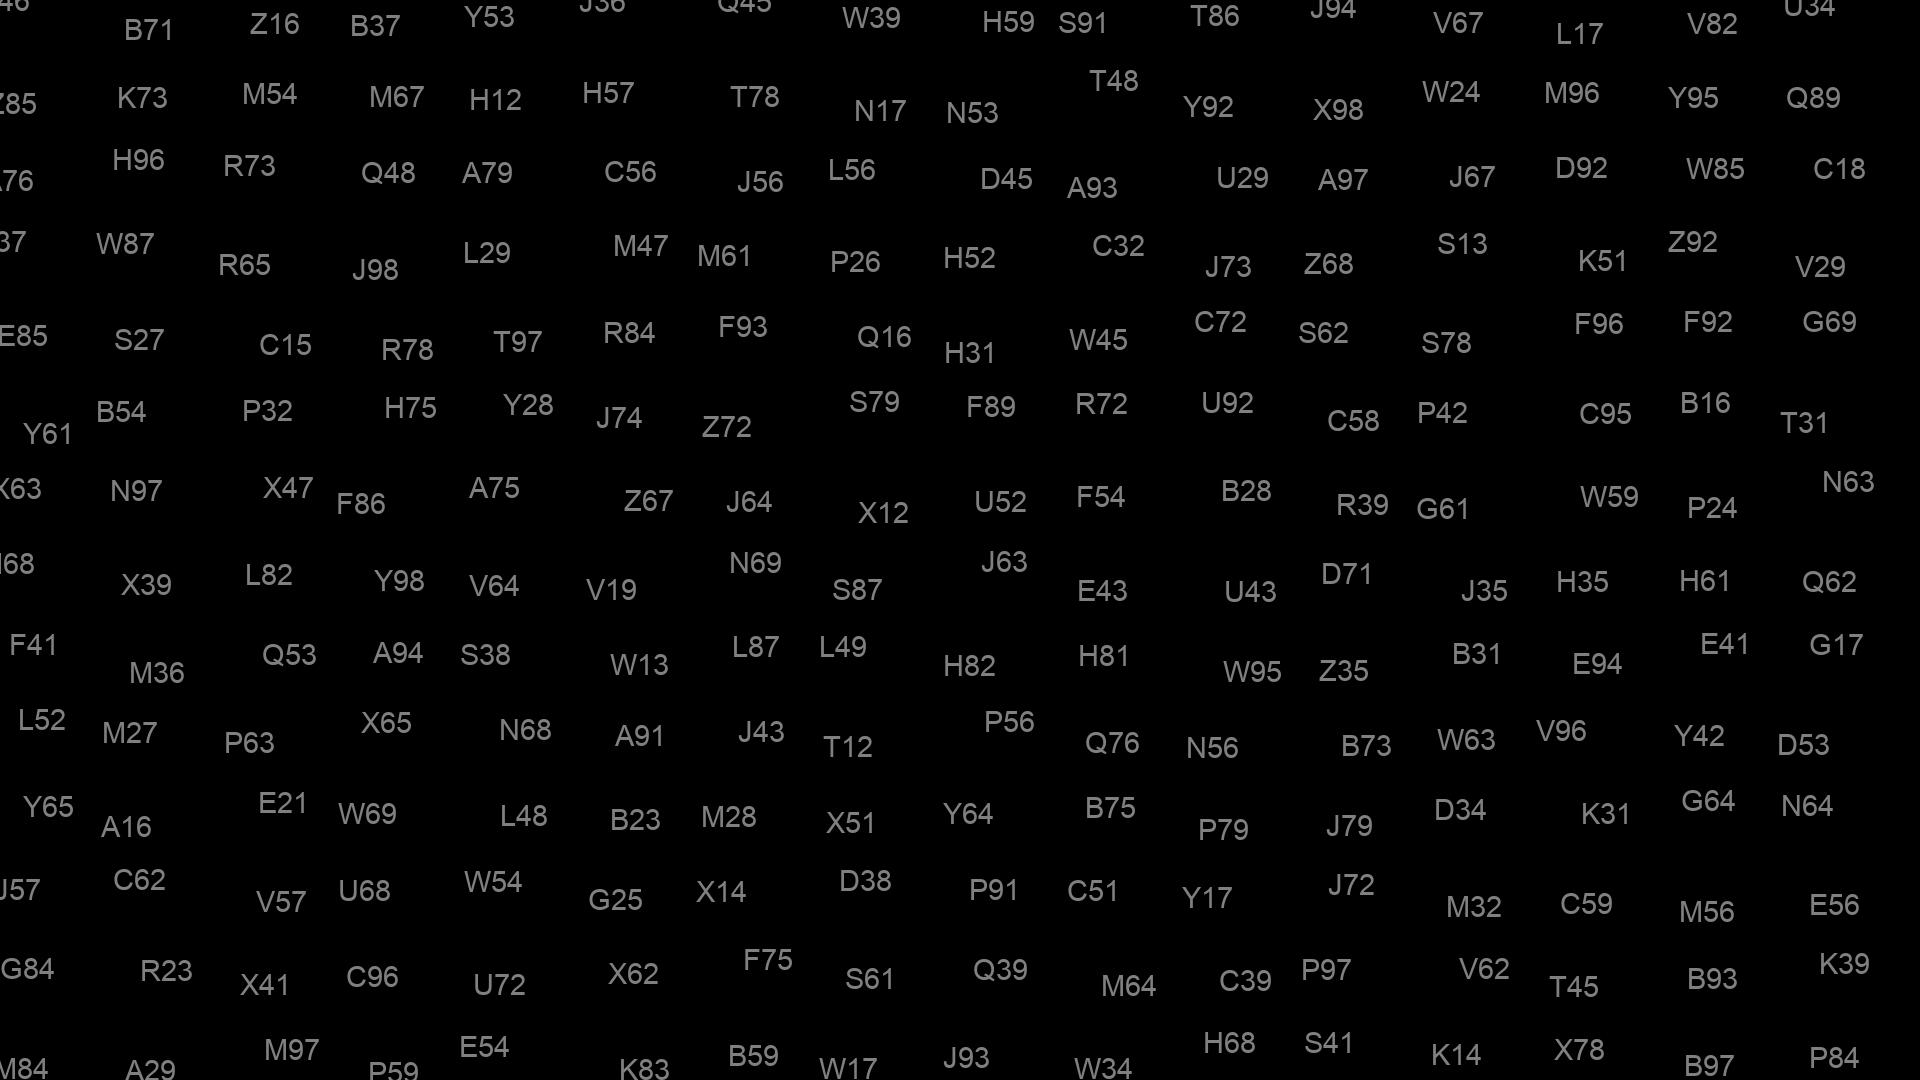 B71 Z16 B37 Y53 J36 Q45 W39 H59 S91 T86 J94 V67 L17 V82 U34
K73 M54 M67 H12 H57 T78 N17 N53 T48 Y92 X98 W24 M96 Y95 Q89
H96 R73 Q48 A79 C56 J56 L56 D45 A93 U29 A97 J67 D92 W85 C18
W87 R65 J98 L29 M47 M61 P26 H52 C32 J73 Z68 S13 K51 Z92 V29
E85 S27 C15 R78 T97 R84 F93 Q16 H31 W45 C72 S62 S78 F96 F92 G69
Y61 B54 P32 H75 Y28 J74 Z72 S79 F89 R72 U92 C58 P42 C95 B16 T31
X63 N97 X47 F86 A75 Z67 J64 X12 U52 F54 B28 R39 G61 W59 P24 N63
X39 L82 Y98 V64 V19 N69 S87 J63 E43 U43 D71 J35 H35 H61 Q62
F41 M36 Q53 A94 S38 W13 L87 L49 H82 H81 W95 Z35 B31 E94 E41 G17
L52 M27 P63 X65 N68 A91 J43 T12 P56 Q76 N56 B73 W63 V96 Y42 D53
Y65 A16 E21 W69 L48 B23 M28 X51 Y64 B75 P79 J79 D34 K31 G64 N64
J57 C62 V57 U68 W54 G25 X14 D38 P91 C51 Y17 J72 M32 C59 M56 E56
G84 R23 X41 C96 U72 X62 F75 S61 Q39 M64 C39 P97 V62 T45 B93 K39
M84 A29 M97 P59 E54 K83 B59 W17 J93 W34 H68 S41 K14 X78 B97 P84